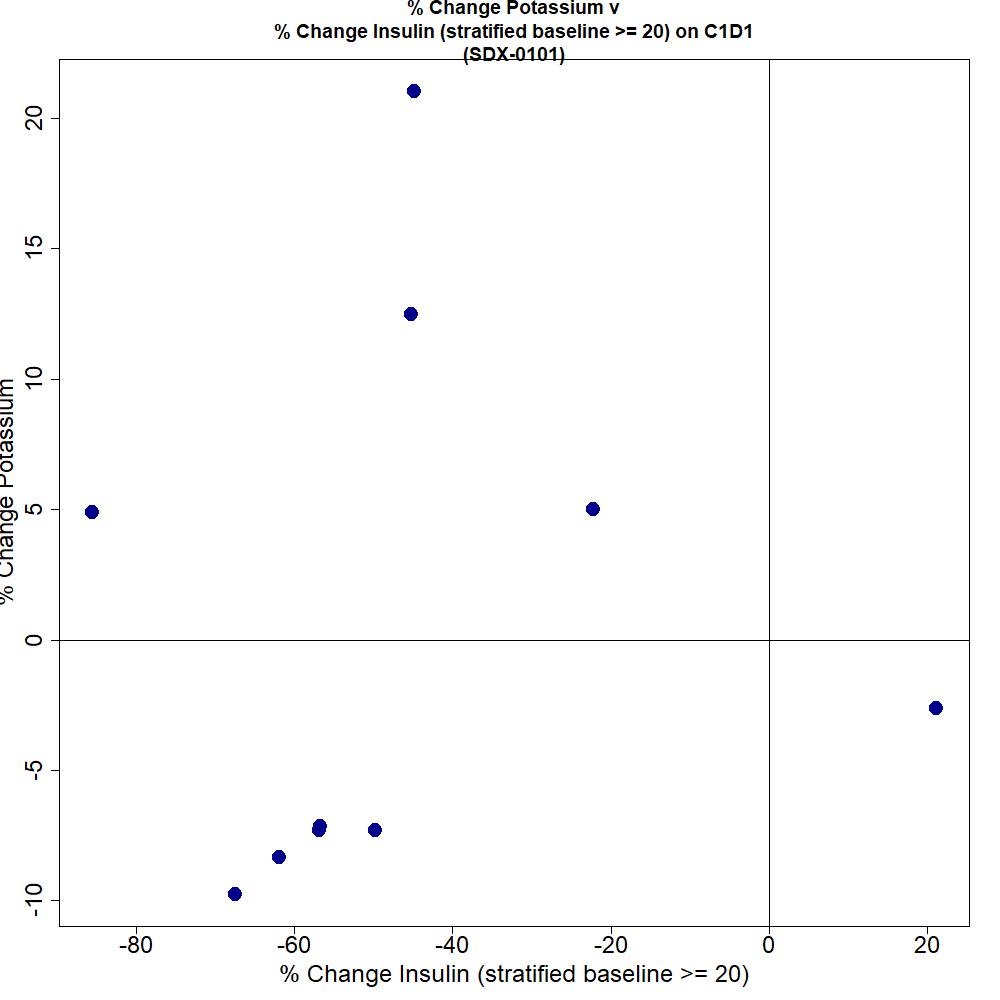 % Change Potassium v
% Change Insulin (stratified baseline >= 20) on C1D1
(SDX-0101)
% Change Potassium
20
15
10
5
0
-5
-10
-80 -60 -40 -20 0 20
% Change Insulin (stratified baseline >= 20)